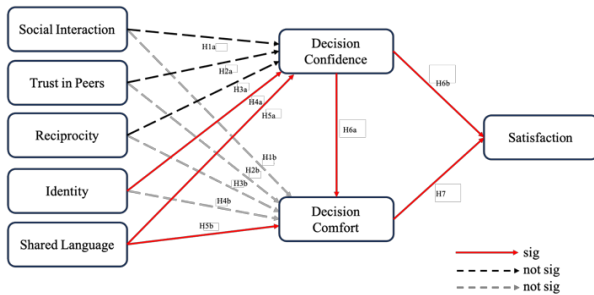 Social Interaction
Trust in Peers
Reciprocity
Identity
Shared Language
H1a
H2a
H3a
H4a
H5a
H1b
H2b
H3b
H4b
H5b
Decision
Confidence
H6a
Decision
Comfort
H6b
H7
Satisfaction
sig
not sig
not sig